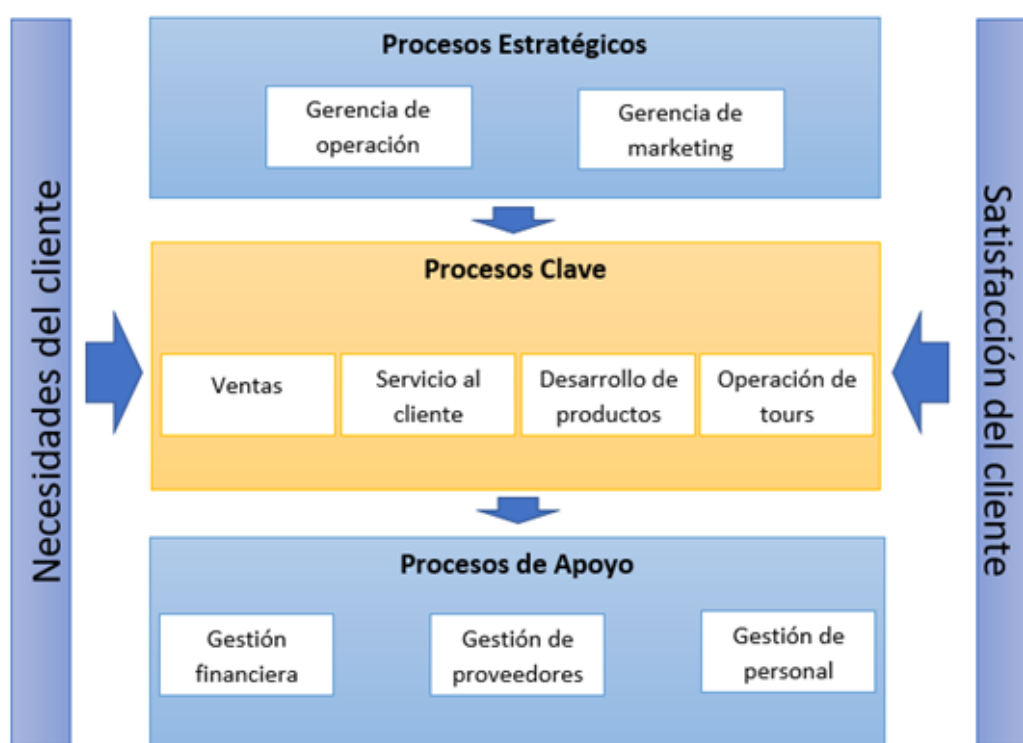 Necesidades del cliente
Procesos Estratégicos
Gerencia de
operación
Gerencia de
marketing
Procesos Clave
Ventas
Servicio al
cliente
Desarrollo de
productos
Operación de
tours
Procesos de Apoyo
Gestión
financiera
Gestión de
proveedores
Gestión de
personal
Satisfacción del cliente